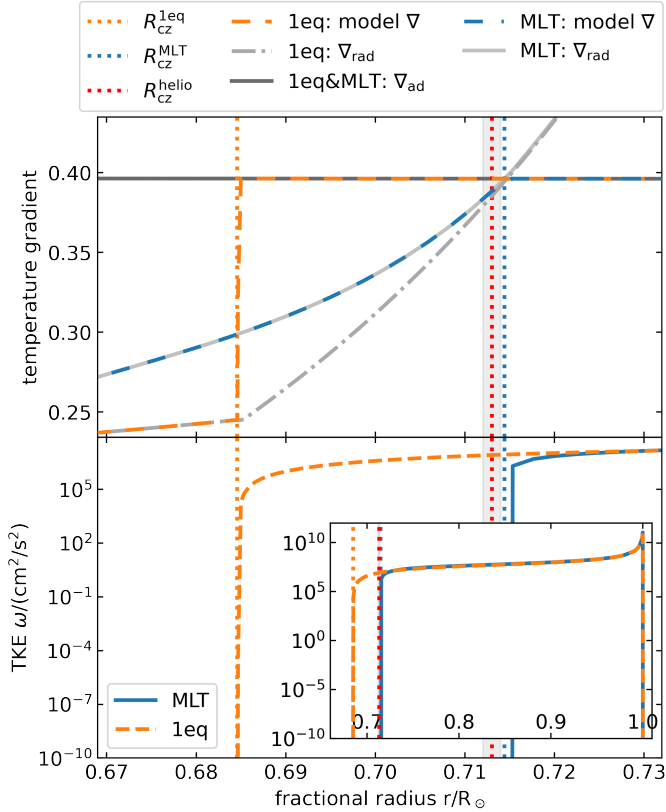 R_cz^1eq
1eq: model ∇
MLT: model ∇
R_cz^MLT
1eq: ∇_rad
MLT: ∇_rad
R_cz^helio
1eq&MLT: ∇_ad
0.40
0.35
0.30
0.25
temperature gradient
10^5
10^2
10^-1
10^-4
10^-7
10^-10
TKE ω/(cm^2/s^2)
10^10
10^5
10^0
10^-5
10^-10
0.7 0.8 0.9 1.0
MLT
1eq
0.67 0.68 0.69 0.70 0.71 0.72 0.73
fractional radius r/R_⊙